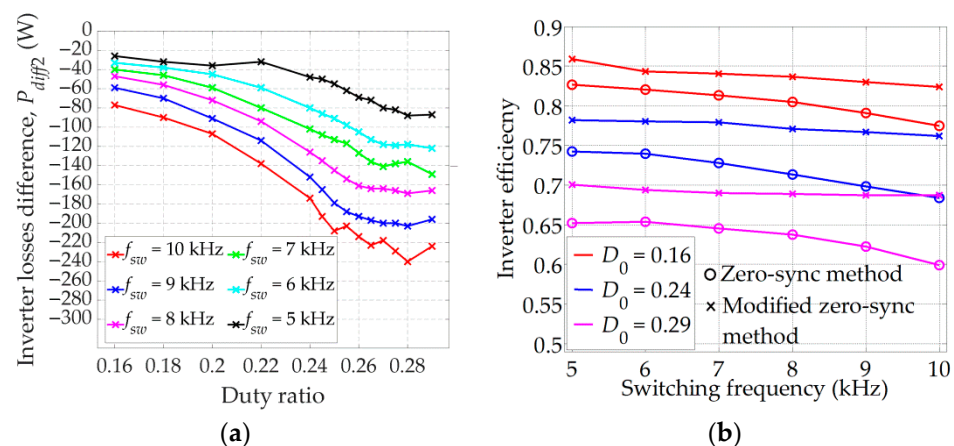 Inverter losses difference, P_diff2 (W)
0
−20
−40
−60
−80
−100
−120
−140
−160
−180
−200
−220
−240
−260
−280
−300
f_sw = 10 kHz
f_sw = 7 kHz
f_sw = 9 kHz
f_sw = 6 kHz
f_sw = 8 kHz
f_sw = 5 kHz
0.16 0.18 0.2 0.22 0.24 0.26 0.28
Duty ratio
(a)
Inverter efficiecny
0.9
0.85
0.8
0.75
0.7
0.65
0.6
0.55
0.5
D0 = 0.16
D0 = 0.24
D0 = 0.29
Zero-sync method
Modified zero-sync
method
5 6 7 8 9 10
Switching frequency (kHz)
(b)